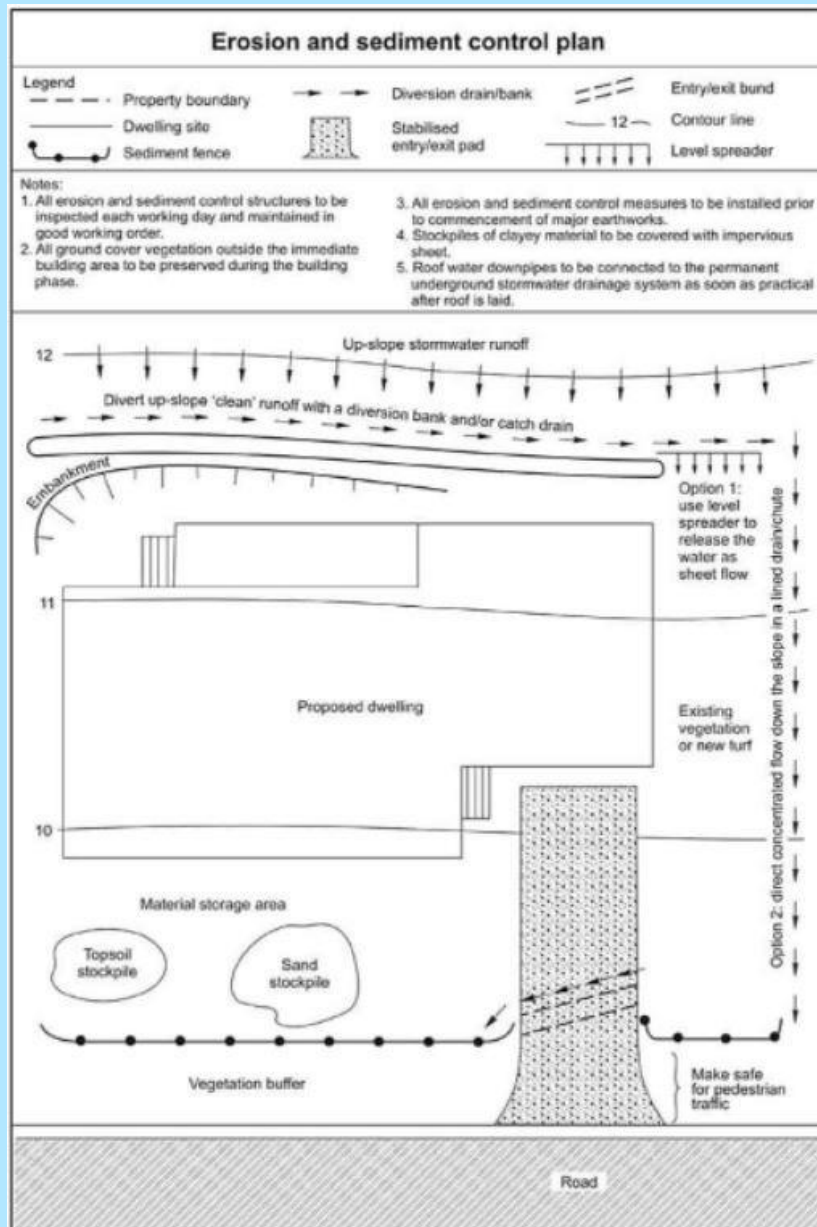 Erosion and sediment control plan
Legend
Property boundary
Dwelling site
Sediment fence
Diversion drain/bank
Stabilised
entry/exit pad
Entry/exit bund
12
Contour line
Level spreader
Notes:
1. All erosion and sediment control structures to be
inspected each working day and maintained in
good working order.
2. All ground cover vegetation outside the immediate
building area to be preserved during the building
phase.
3. All erosion and sediment control measures to be installed prior
to commencement of major earthworks.
4. Stockpiles of clayey material to be covered with impervious
sheet.
5. Roof water downpipes to be connected to the permanent
underground stormwater drainage system as soon as practical
after roof is laid.
12
Up-slope stormwater runoff
Divert up-slope 'clean' runoff with a diversion bank and/or catch drain
Embankment
Option 1:
use level
spreader to
release the
water as
sheet flow
Option 2: direct concentrated flow down the slope in a lined drain/chute
11
Proposed dwelling
Existing
vegetation
or new turf
10
Material storage area
Topsoil
stockpile
Sand
stockpile
Vegetation buffer
Make safe
for pedestrian
traffic
Road